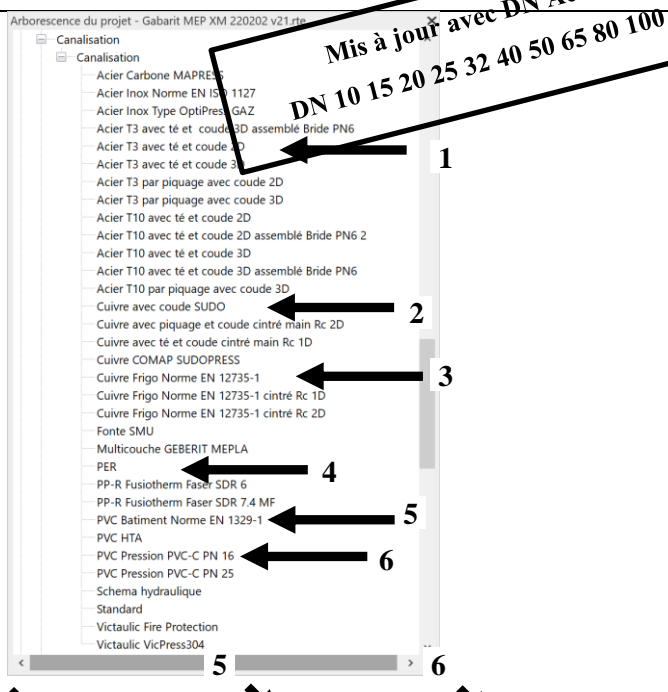 Arborescence du projet - Gabarit MEP XM 220202 v21.rte
Mis à jour avec DN
DN 10 15 20 25 32 40 50 65 80 100
Canalisation
Canalisation
Acier Carbone MAPRESS
Acier Inox Norme EN ISO 1127
Acier Inox Type OptiPress GAZ
Acier T3 avec té et coude 3D assemblé Bride PN6
Acier T3 avec té et coude 2D
1
Acier T3 avec té et coude 3D
Acier T3 par piquage avec coude 2D
Acier T3 par piquage avec coude 3D
Acier T10 avec té et coude 2D
Acier T10 avec té et coude 2D assemblé Bride PN6 2
Acier T10 avec té et coude 3D
Acier T10 avec té et coude 3D assemblé Bride PN6
Acier T10 par piquage avec coude 3D
Cuivre avec coude SUDO
2
Cuivre avec piquage et coude cintré main Rc 2D
Cuivre avec té et coude cintré main Rc 1D
Cuivre COMAP SUDOPRESS
Cuivre Frigo Norme EN 12735-1
3
Cuivre Frigo Norme EN 12735-1 cintré Rc 1D
Cuivre Frigo Norme EN 12735-1 cintré Rc 2D
Fonte SMU
Multicouche GEBERIT MEPLA
PER
4
PP-R Fusiotherm Faser SDR 6
PP-R Fusiotherm Faser SDR 7.4 MF
PVC Batiment Norme EN 1329-1
5
PVC HTA
PVC Pression PVC-C PN 16
6
PVC Pression PVC-C PN 25
Schema hydraulique
Standard
Victaulic Fire Protection
Victaulic VicPress304
5 6